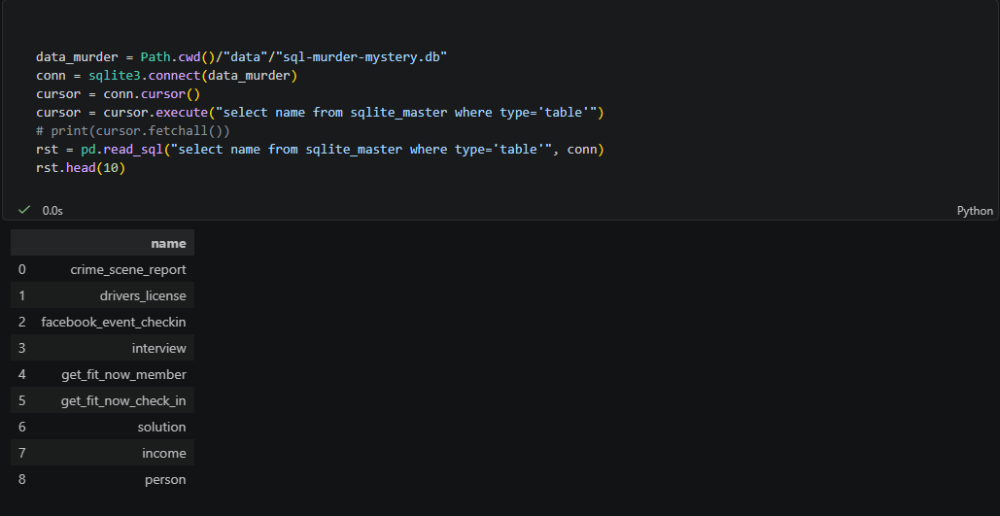 data_murder = Path.cwd()/"data"/"sql-murder-mystery.db"
conn = sqlite3.connect(data_murder)
cursor = conn.cursor()
cursor = cursor.execute("select name from sqlite_master where type='table'")
# print(cursor.fetchall())
rst = pd.read_sql("select name from sqlite_master where type='table'", conn)
rst.head(10)
0.0s Python
name
0 crime_scene_report
1 drivers_license
2 facebook_event_checkin
3 interview
4 get_fit_now_member
5 get_fit_now_check_in
6 solution
7 income
8 person